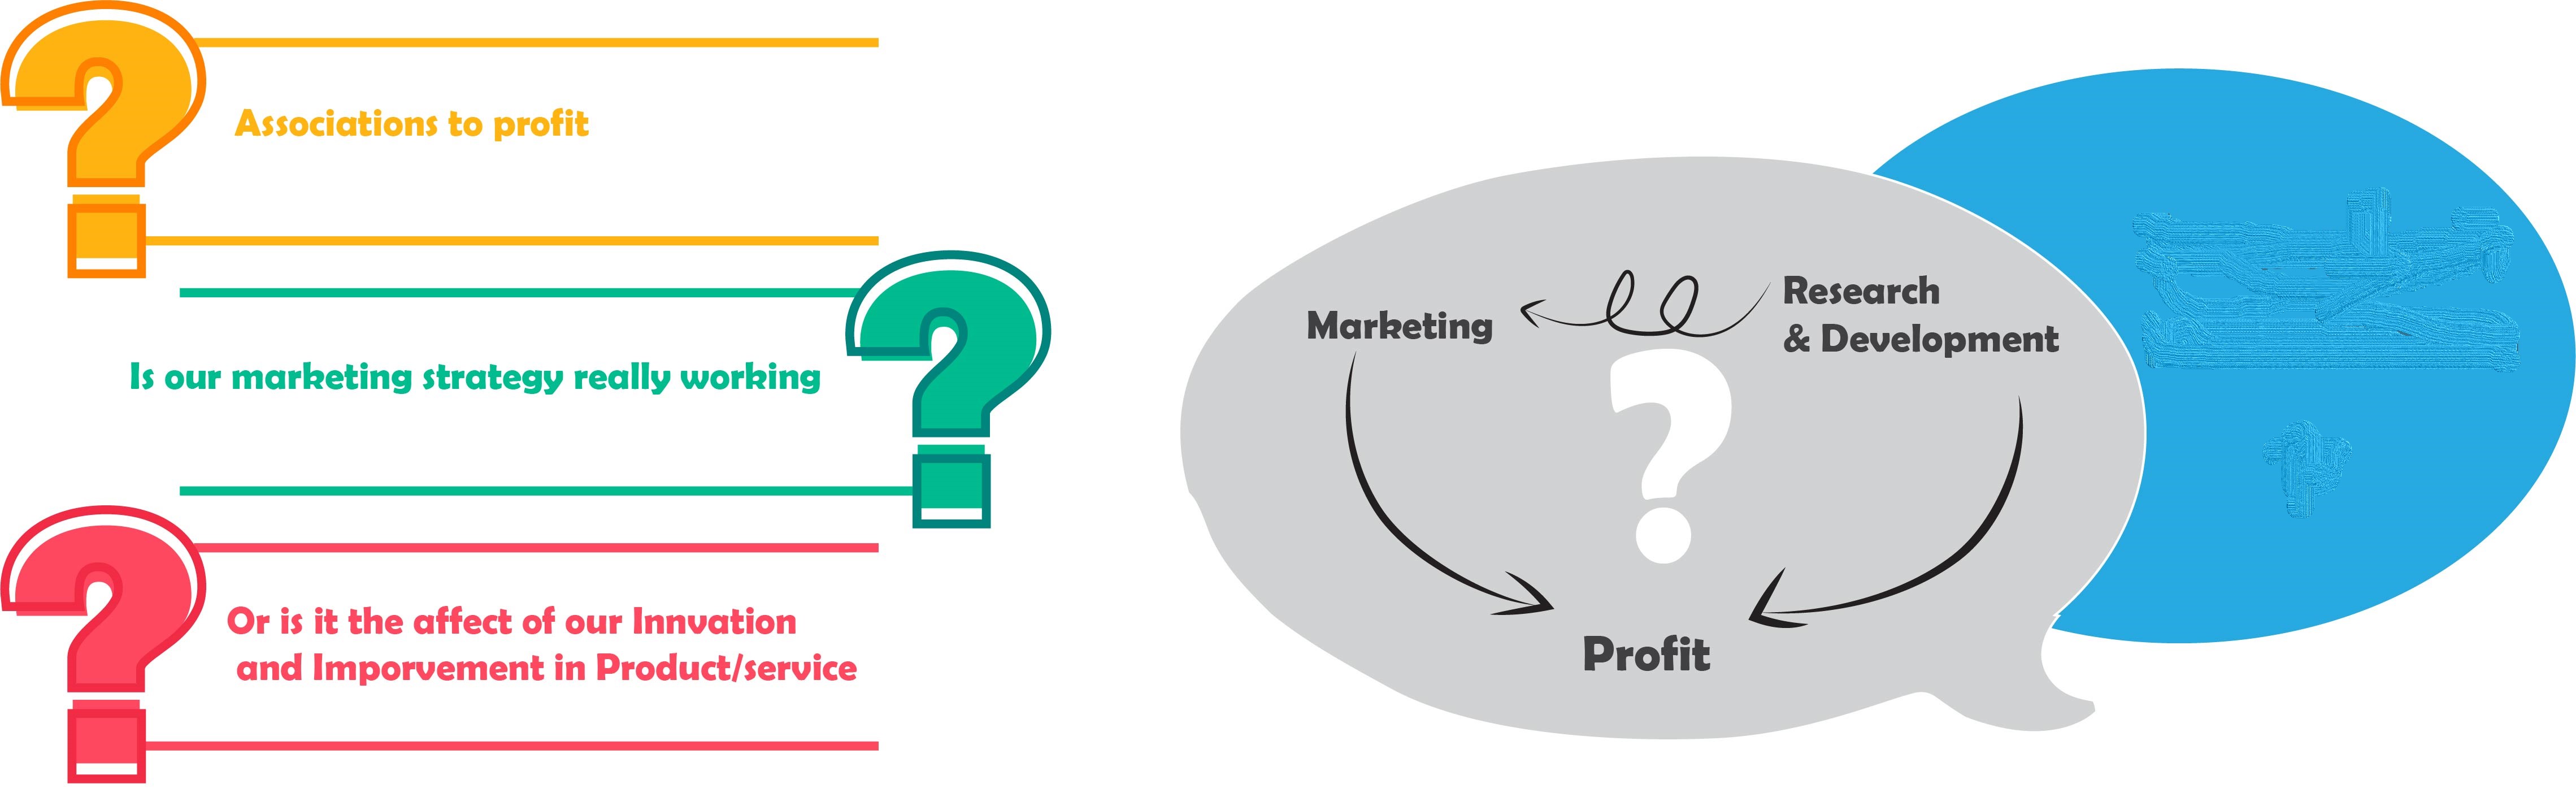 Associations to profit
Is our marketing strategy really working
Or is it the affect of our Innvation
and Imporvement in Product/service
Marketing
Research
& Development
?
Profit